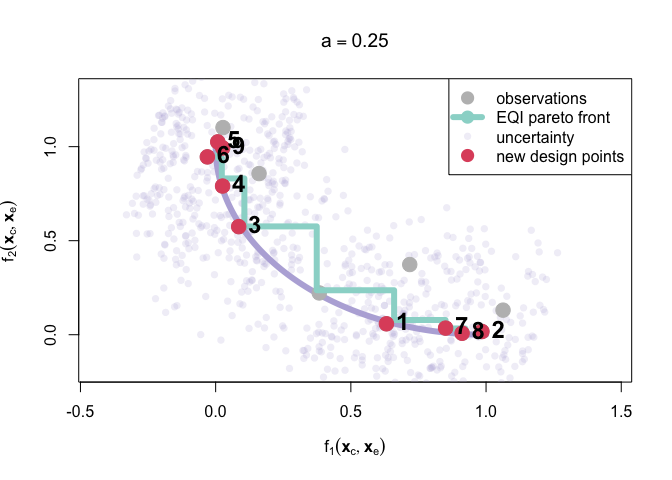 a = 0.25
observations
EQI pareto front
uncertainty
new design points
f₂(xc, xe)
1.0
0.5
0.0
5
9
6
4
3
1
7
8
2
-0.5
0.0
0.5
1.0
1.5
f₁(xc, xe)